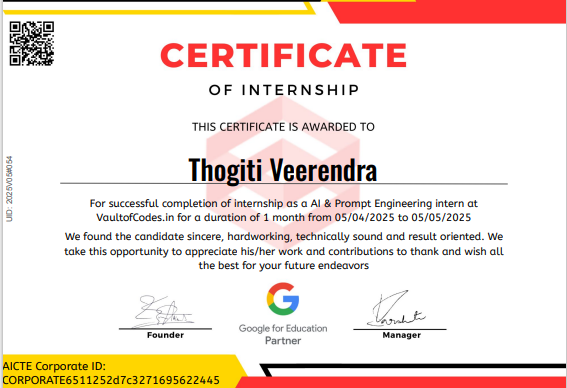 CERTIFICATE
OF INTERNSHIP
THIS CERTIFICATE IS AWARDED TO
Thogiti Veerendra
UID: 2025V05#054
For successful completion of internship as a AI & Prompt Engineering intern at
VaultofCodes.in for a duration of 1 month from 05/04/2025 to 05/05/2025
We found the candidate sincere, hardworking, technically sound and result oriented. We
take this opportunity to appreciate his/her work and contributions to thank and wish all
the best for your future endeavors
Founder
Google for Education
Partner
Manager
AICTE Corporate ID:
CORPORATE6511252d7c3271695622445